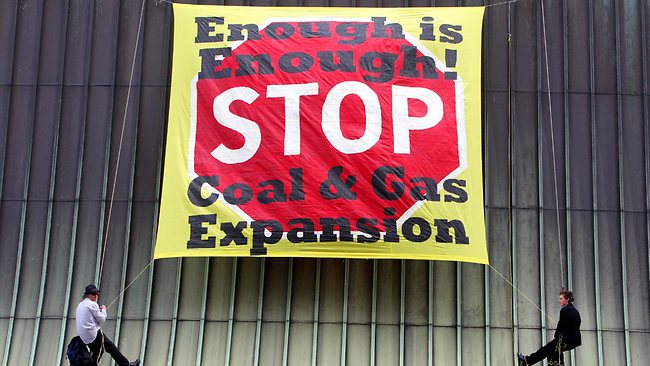 Enough is
Enough!
STOP
Coal & Gas
Expansion